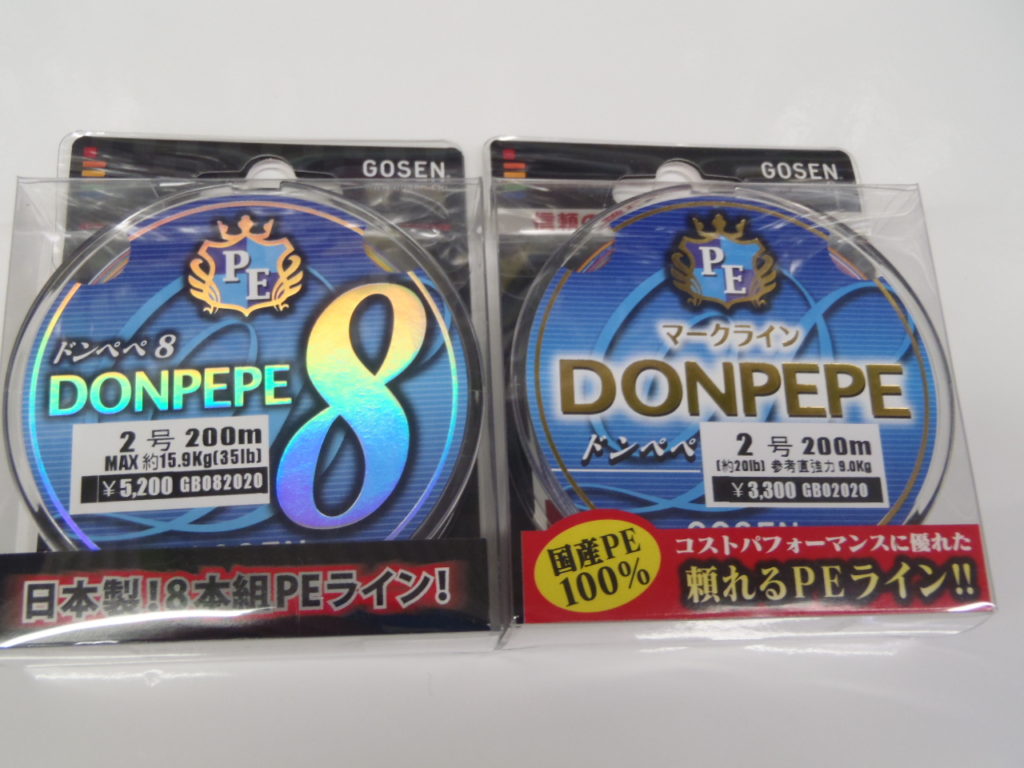 GOSEN
PE
ドンペペ 8
DONPEPE 8
2号 200m
MAX 約15.9Kg(35lb)
¥5,200 GB082020
日本製!8本組PEライン!
GOSEN
PE
マークライン
DONPEPE
ドンペペ
2号 200m
(約20lb) 参考直強力 9.0Kg
¥3,300 GB02020
国産PE
100%
コストパフォーマンスに優れた
頼れるPEライン!!